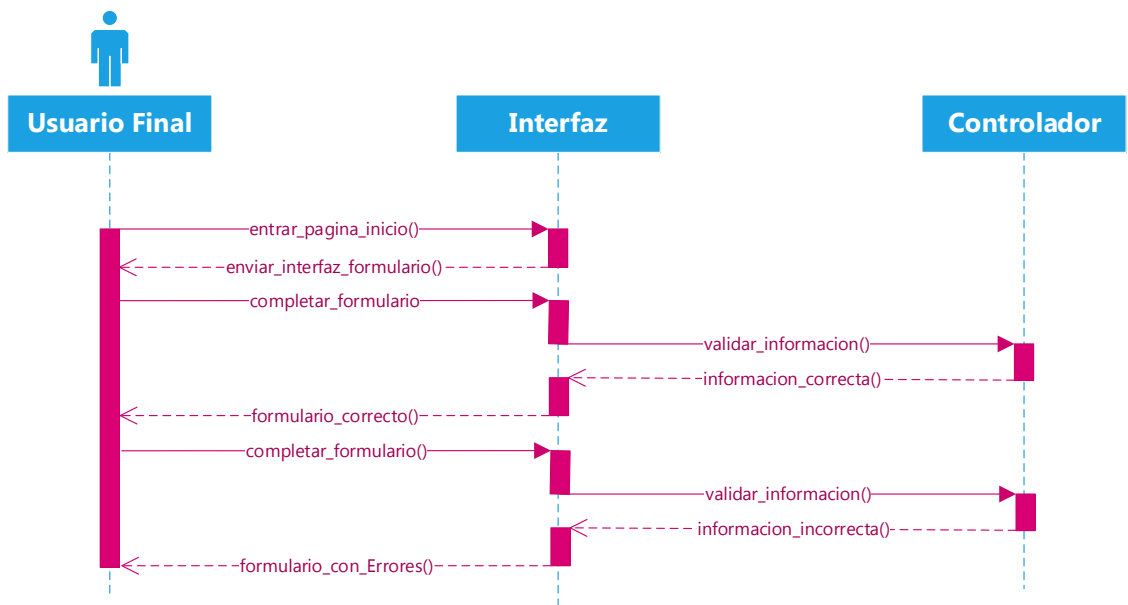 Usuario Final
Interfaz
Controlador
entrar_pagina_inicio()
enviar_interfaz_formulario()
completar_formulario
validar_informacion()
informacion_correcta()
formulario_correcto()
completar_formulario()
validar_informacion()
informacion_incorrecta()
formulario_con_Errores()